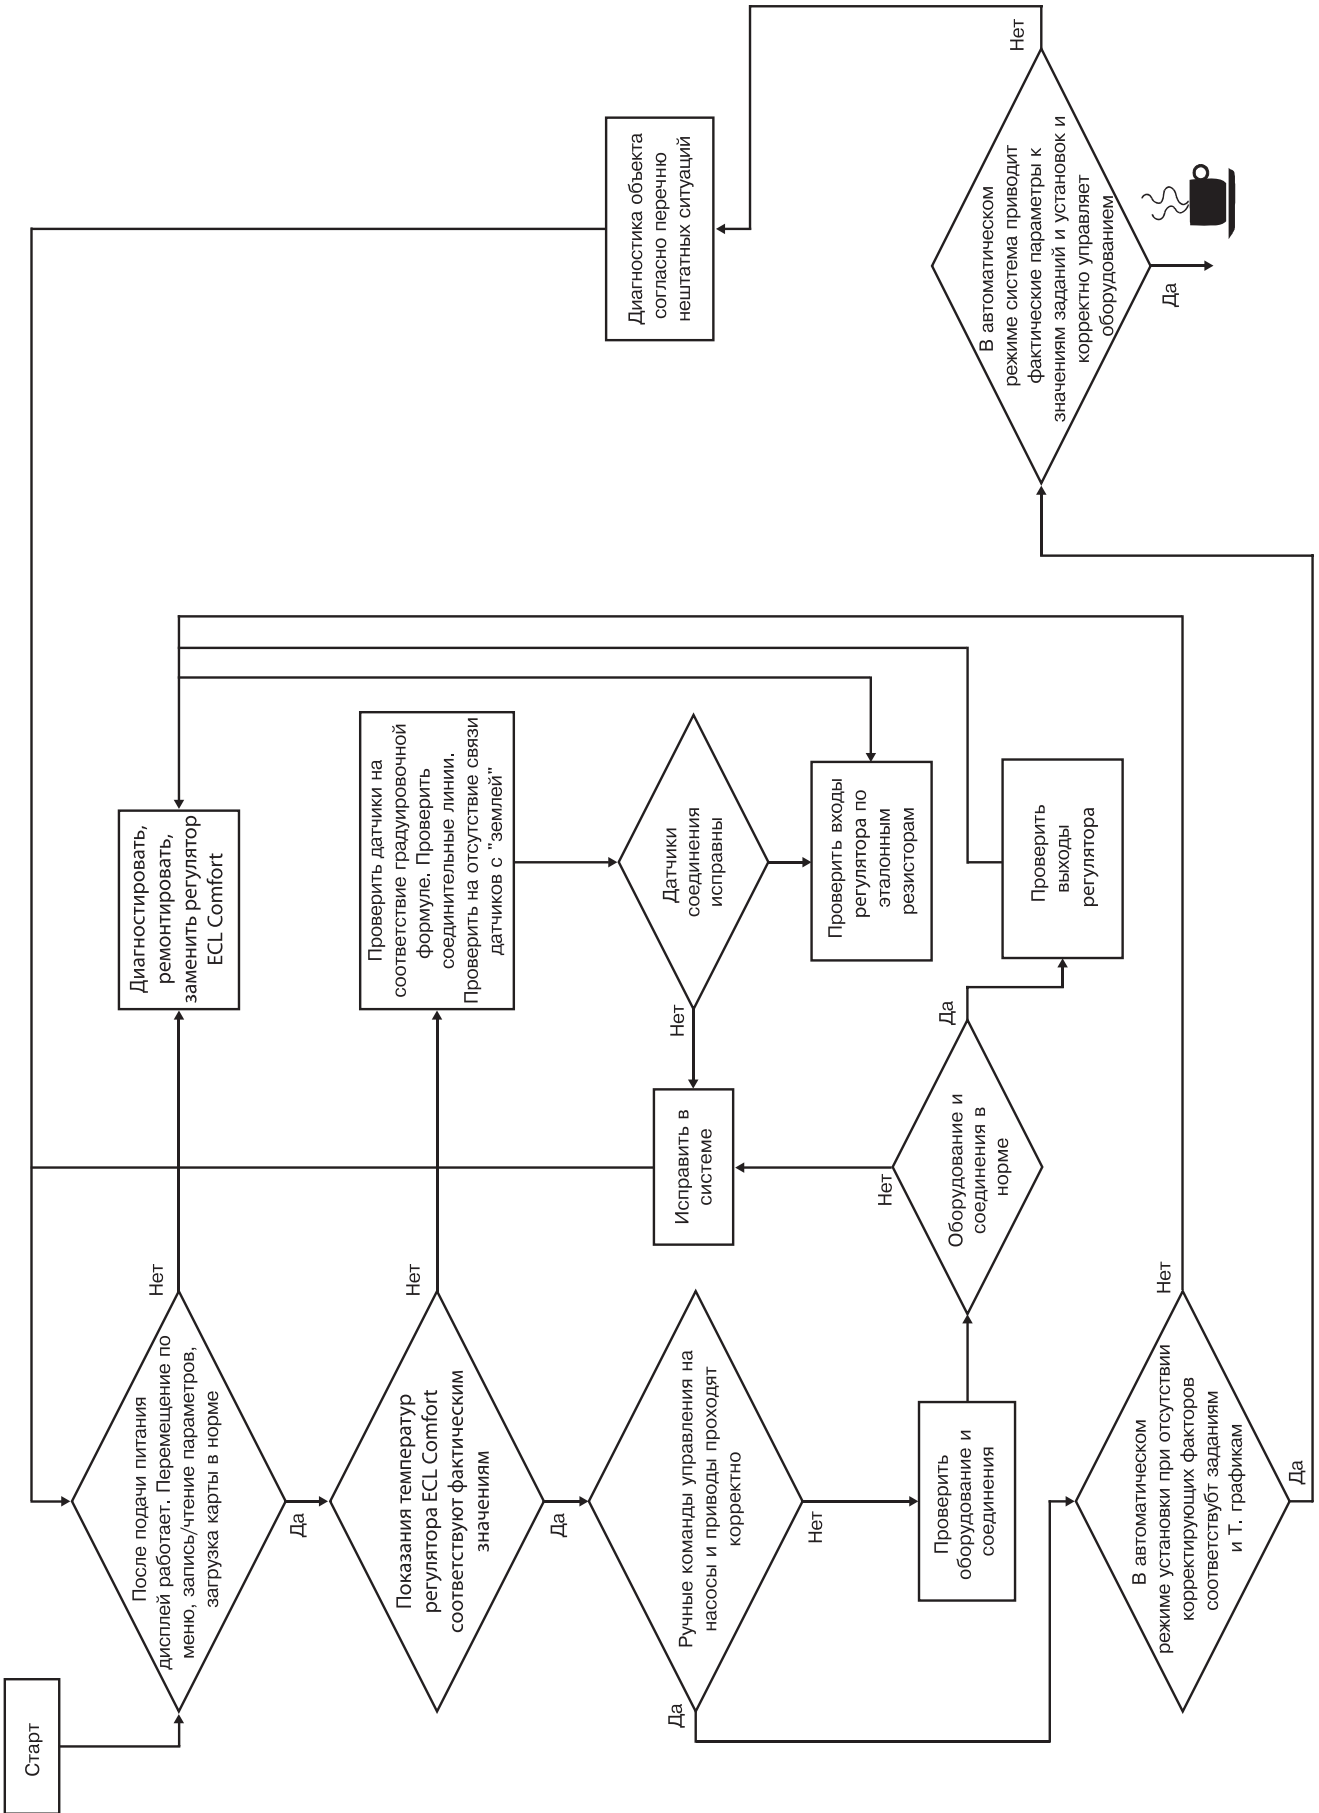 Старт
После подачи питания
дисплей работает. Перемещение по
меню, запись/чтение параметров,
загрузка карты в норме
Нет
Да
Диагностировать,
ремонтировать,
заменить регулятор
ECL Comfort
Показания температур
регулятора ECL Comfort
соответствуют фактическим
значениям
Нет
Да
Проверить датчики на
соответствие градуировочной
формуле. Проверить
соединительные линии.
Проверить на отсутствие связи
датчиков с "землей"
Датчики
соединения
исправны
Нет
Исправить в
системе
Проверить входы
регулятора по
эталонным
резисторам
Ручные команды управления на
насосы и приводы проходят
корректно
Да
Нет
Проверить
оборудование и
соединения
Оборудование и
соединения в
норме
Нет
Да
Проверить
выходы
регулятора
В автоматическом
режиме установки при отсутствии
корректирующих факторов
соответствубт заданиям
и Т. графикам
Нет
Да
В автоматическом
режиме система приводит
фактические параметры к
значениям заданий и установок и
корректно управляет
оборудованием
Нет
Да
Диагностика объекта
согласно перечню
нештатных ситуаций